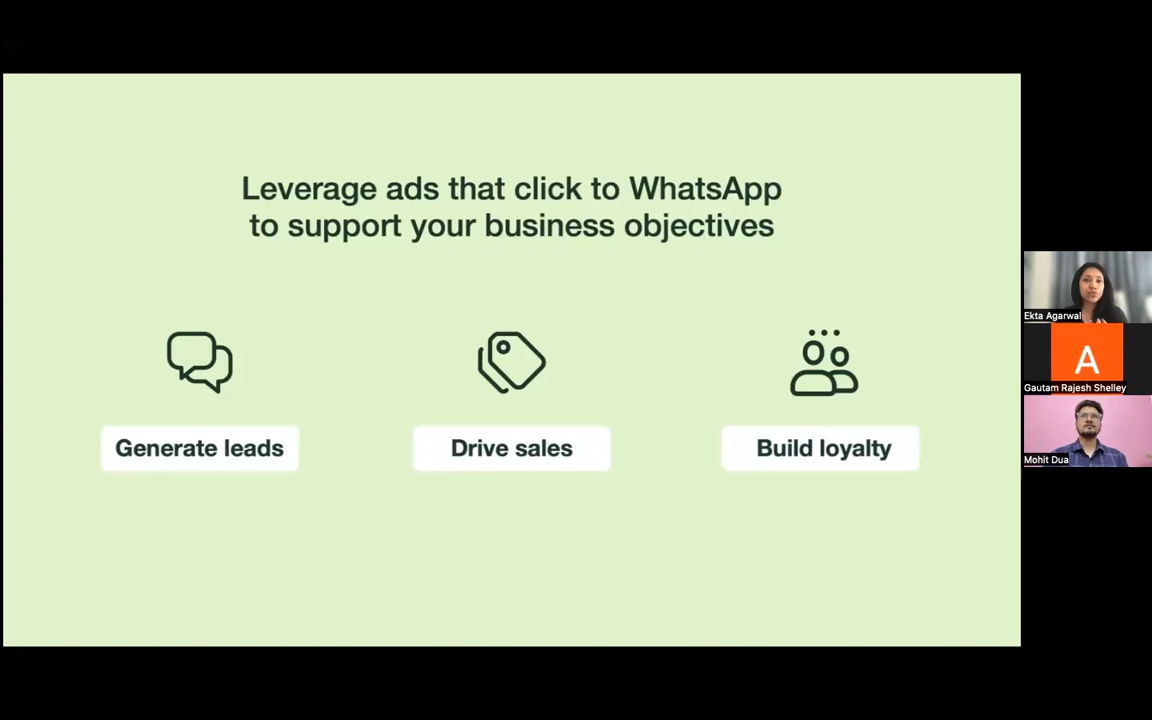 Leverage ads that click to WhatsApp
to support your business objectives
Generate leads
Drive sales
Build loyalty
Ekta Agarwal
A
Gautam Rajesh Shelley
Mohit Dua